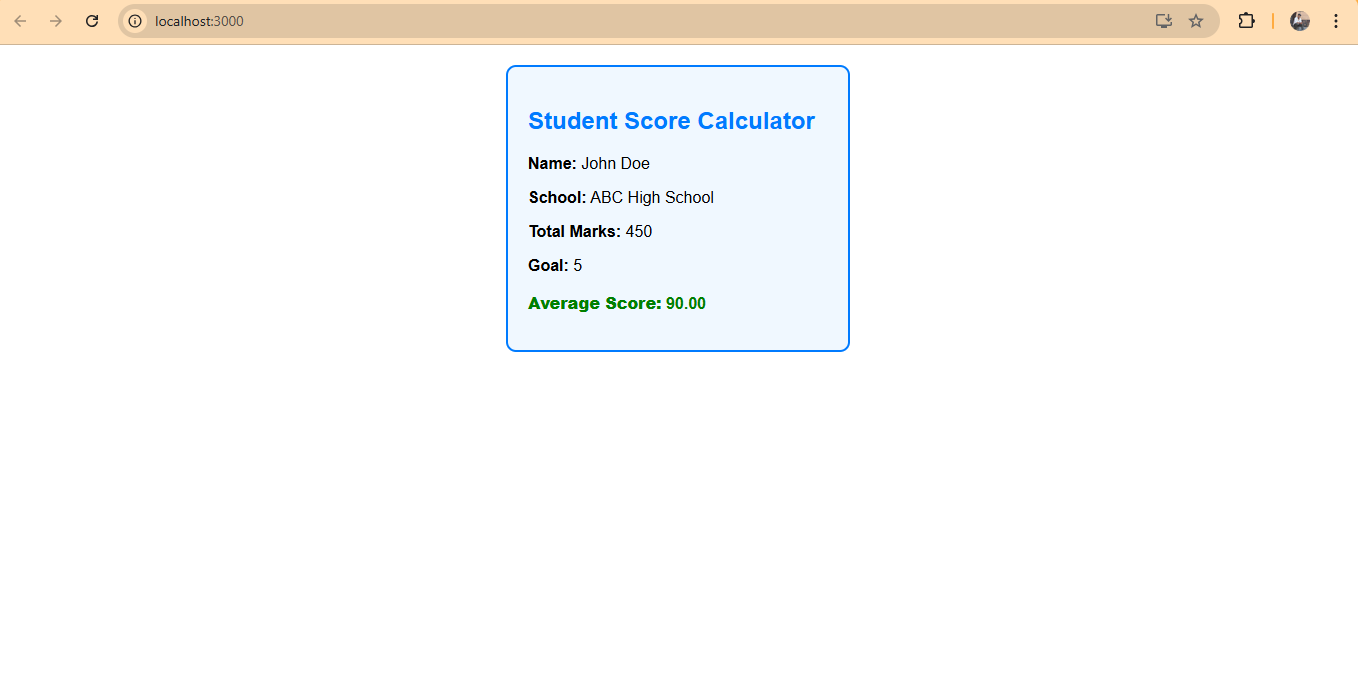 localhost:3000
Student Score Calculator
Name: John Doe
School: ABC High School
Total Marks: 450
Goal: 5
Average Score: 90.00